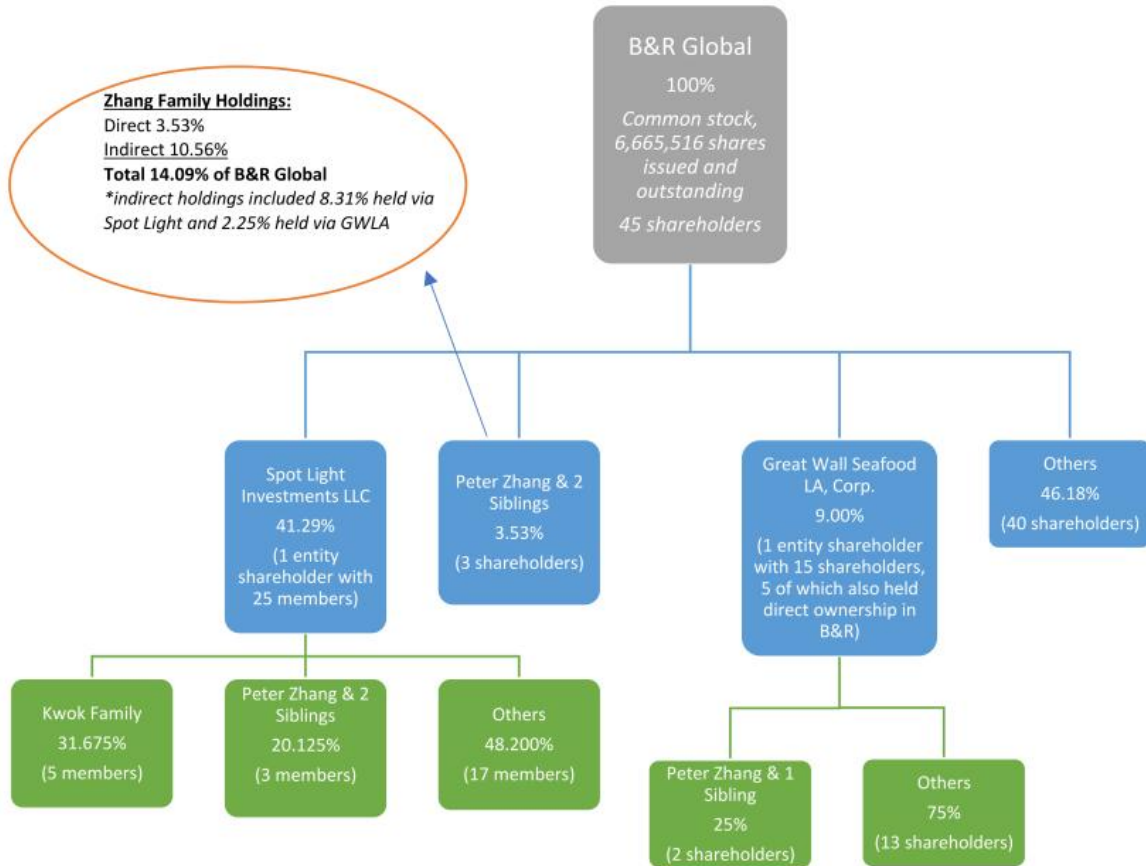 B&R Global
100%
Common stock,
6,665,516 shares
issued and
outstanding
45 shareholders
Zhang Family Holdings:
Direct 3.53%
Indirect 10.56%
Total 14.09% of B&R Global
*indirect holdings included 8.31% held via
Spot Light and 2.25% held via GWLA
Spot Light
Investments LLC
41.29%
(1 entity
shareholder with
25 members)
Peter Zhang & 2
Siblings
3.53%
(3 shareholders)
Great Wall Seafood
LA, Corp.
9.00%
(1 entity shareholder
with 15 shareholders,
5 of which also held
direct ownership in
B&R)
Others
46.18%
(40 shareholders)
Kwok Family
31.675%
(5 members)
Peter Zhang & 2
Siblings
20.125%
(3 members)
Others
48.200%
(17 members)
Peter Zhang & 1
Sibling
25%
(2 shareholders)
Others
75%
(13 shareholders)